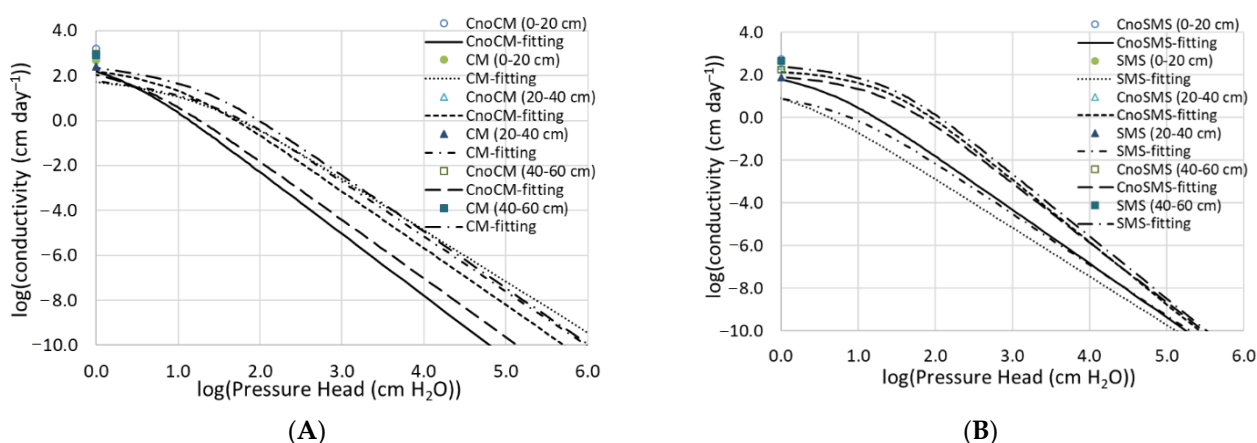 4.0
2.0
0.0
−2.0
−4.0
−6.0
−8.0
−10.0
log(conductivity (cm day⁻¹)
0.0 1.0 2.0 3.0 4.0 5.0 6.0
log(Pressure Head (cm H₂O))
CnoCM (0-20 cm)
CnoCM-fitting
CM (0-20 cm)
CM-fitting
CnoCM (20-40 cm)
CnoCM-fitting
CM (20-40 cm)
CM-fitting
CnoCM (40-60 cm)
CnoCM-fitting
CM (40-60 cm)
CM-fitting
(A)
4.0
2.0
0.0
−2.0
−4.0
−6.0
−8.0
−10.0
log(conductivity (cm day⁻¹)
0.0 1.0 2.0 3.0 4.0 5.0 6.0
log(Pressure Head (cm H₂O))
CnoSMS (0-20 cm)
CnoSMS-fitting
SMS (0-20 cm)
SMS-fitting
CnoSMS (20-40 cm)
CnoSMS-fitting
SMS (20-40 cm)
SMS-fitting
CnoSMS (40-60 cm)
CnoSMS-fitting
SMS (40-60 cm)
SMS-fitting
(B)